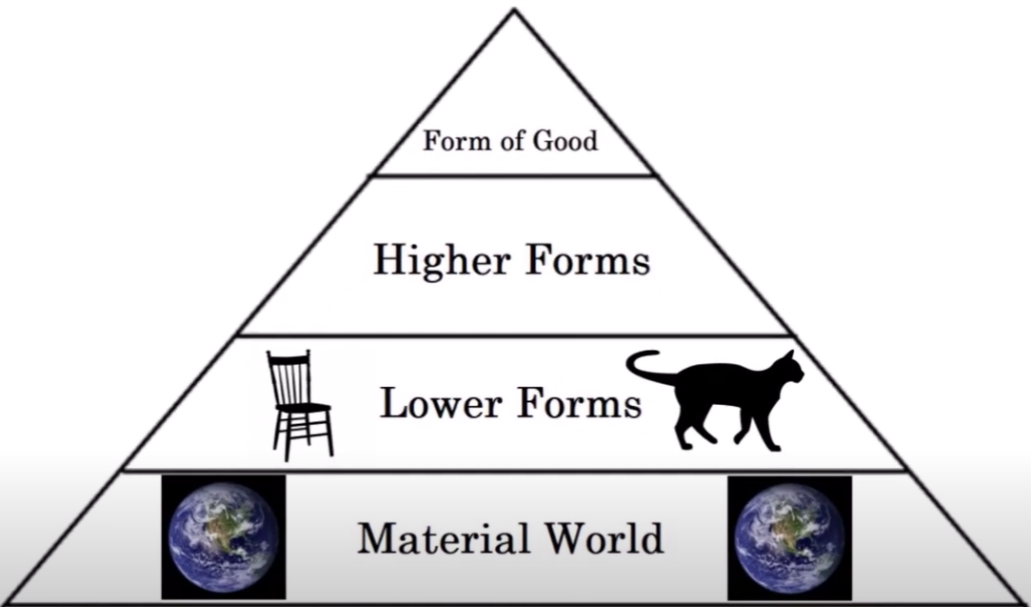 Form of Good
Higher Forms
Lower Forms
Material World